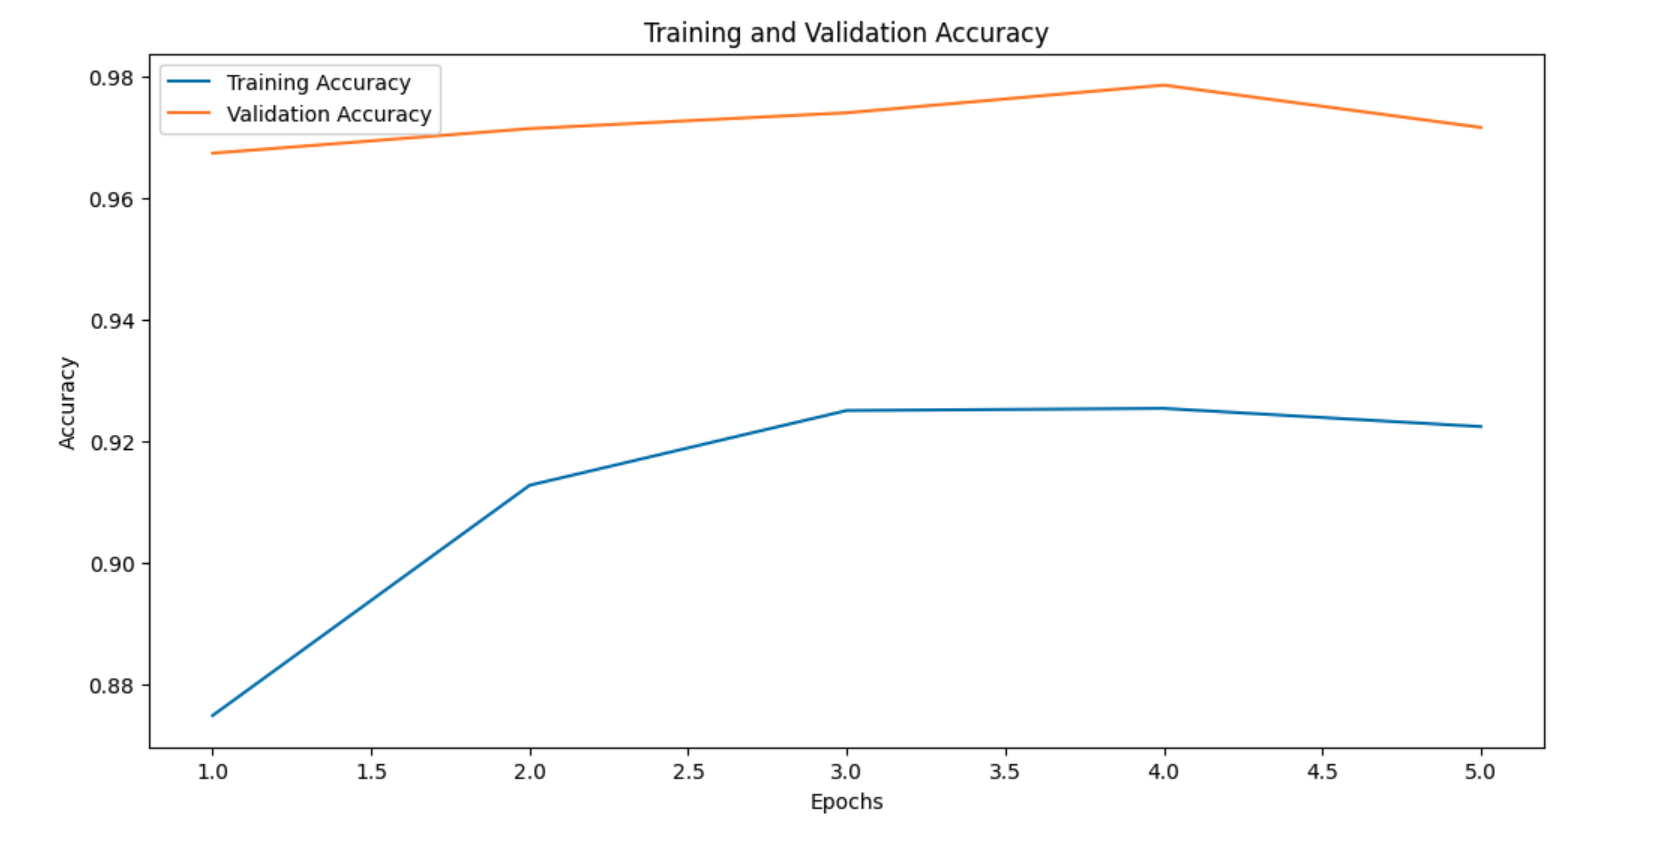 Training and Validation Accuracy
Training Accuracy
Validation Accuracy
Accuracy
0.98
0.96
0.94
0.92
0.90
0.88
1.0 1.5 2.0 2.5 3.0 3.5 4.0 4.5 5.0
Epochs